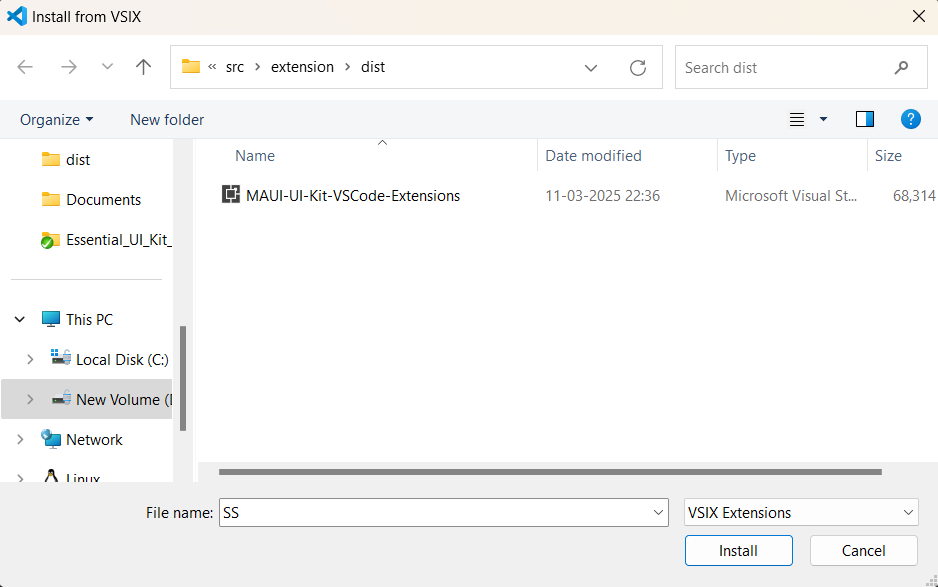 Install from VSIX
« src > extension > dist
Search dist
Organize
New folder
Name
Date modified
Type
Size
dist
Documents
Essential_UI_Kit_
This PC
Local Disk (C:)
New Volume (
Network
Linux
MAUI-UI-Kit-VSCode-Extensions
11-03-2025 22:36
Microsoft Visual St...
68,314
File name:
SS
VSIX Extensions
Install
Cancel